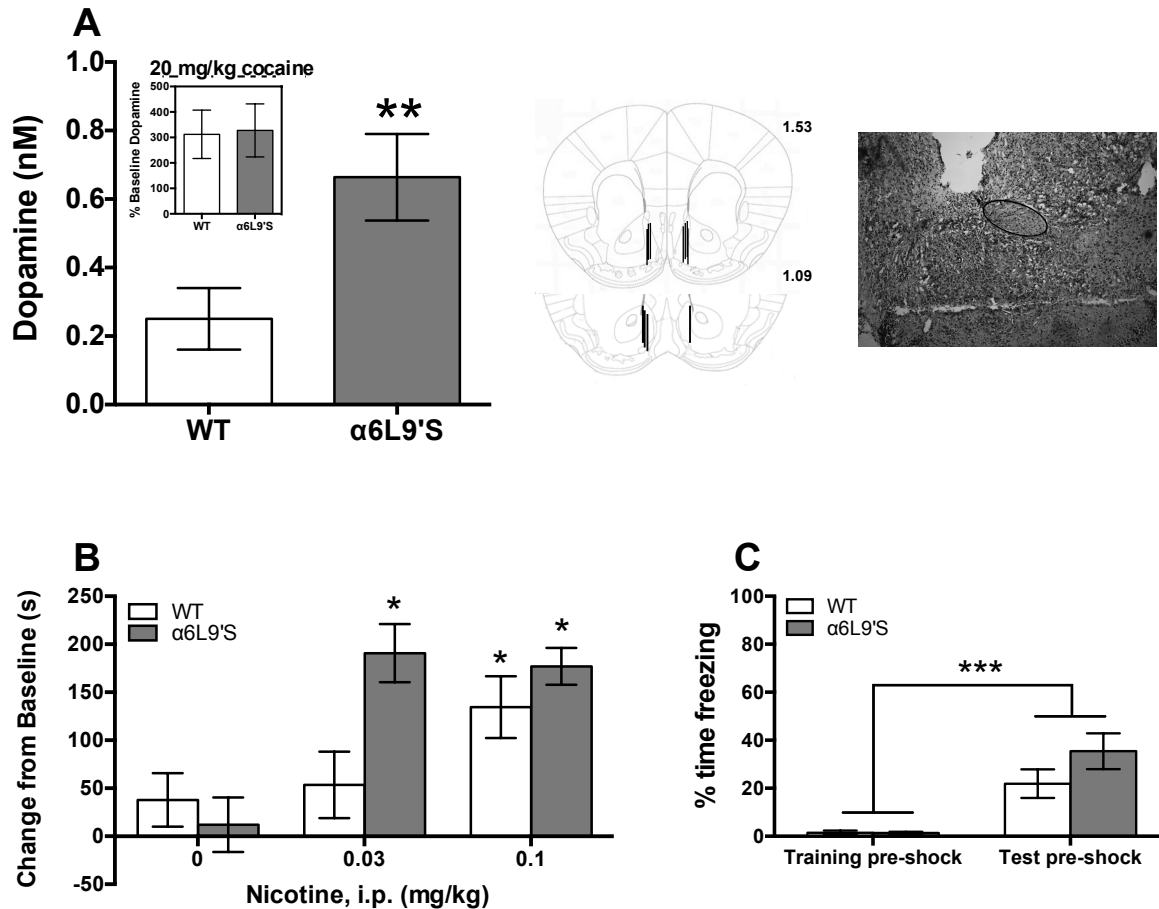 A
1.0
0.8
0.6
0.4
0.2
0.0
Dopamine (nM)
20 mg/kg cocaine
500
400
300
200
100
0
% Baseline Dopamine
WT
α6L9'S
**
WT
α6L9'S
1.53
1.09
B
250
200
150
100
50
0
-50
Change from Baseline (s)
WT
α6L9'S
*
*
*
0
0.03
0.1
Nicotine, i.p. (mg/kg)
C
100
80
60
40
20
0
% time freezing
WT
α6L9'S
***
Training pre-shock
Test pre-shock